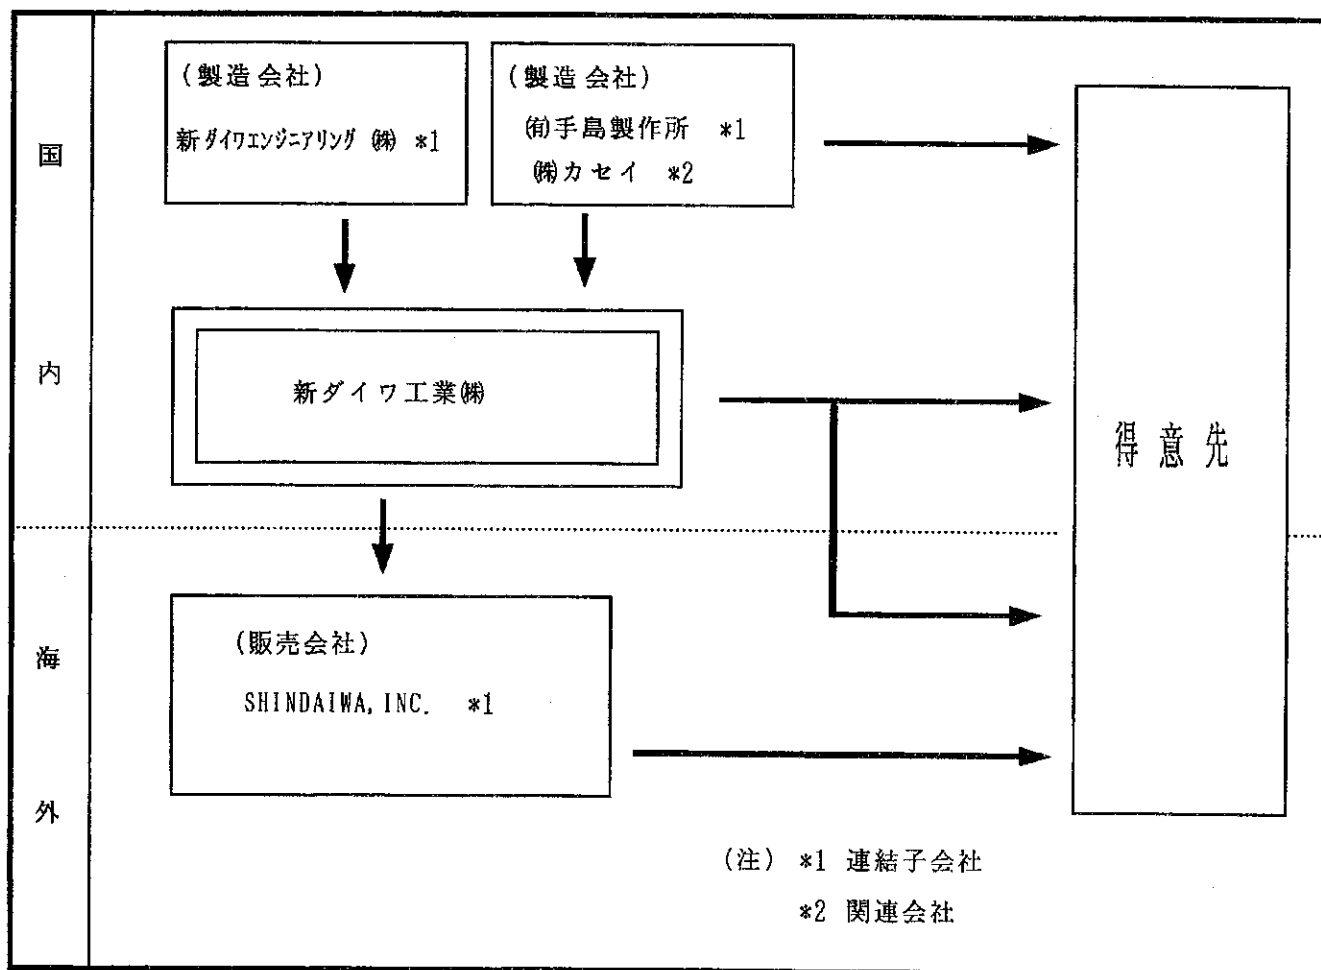 国内
(製造会社)
新ダイワエンジニアリング ㈱ *1
(製造会社)
㈲手島製作所 *1
㈱カセイ *2
新ダイワ工業㈱
得意先
海外
(販売会社)
SHINDAIWA, INC. *1
(注) *1 連結子会社
*2 関連会社